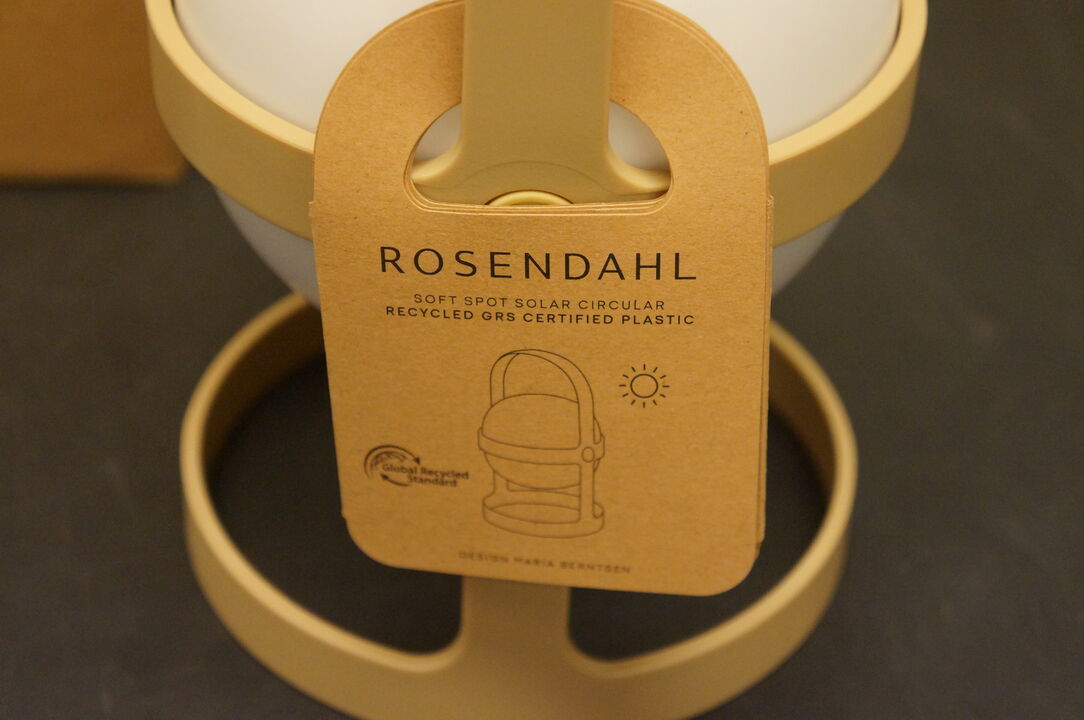 ROSENDAHL
SOFT SPOT SOLAR CIRCULAR
RECYCLED GRS CERTIFIED PLASTIC
Global Recycled
Standard
DESIGN MARIA BERNTSEN